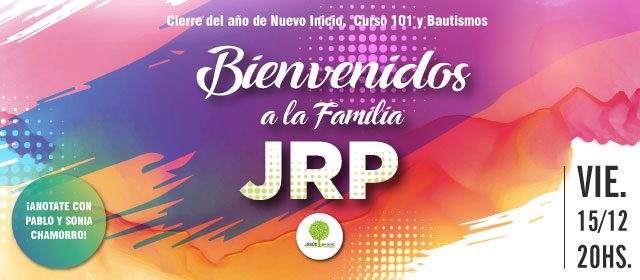 Cierre del año de Nuevo Inicio, Curso 101 y Bautismos
Bienvenidos
a la Familia
JRP
¡ANOTATE CON
PABLO Y SONIA
CHAMORRO!
VIE.
15/12
20HS.